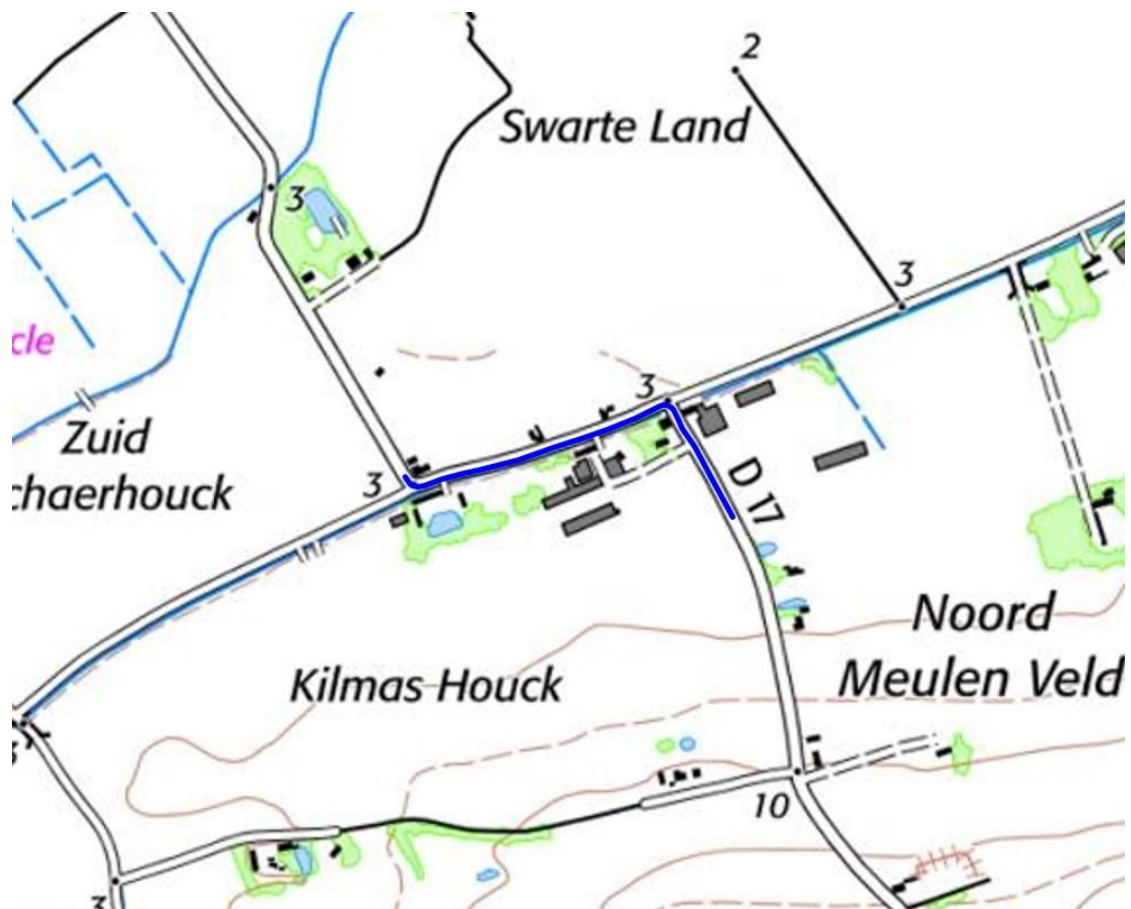 2
Swarte Land
3
3
cle
3
Zuid
chaerhouck
3
D 17
Noord
Meulen Veld
Kilmas Houck
10
3